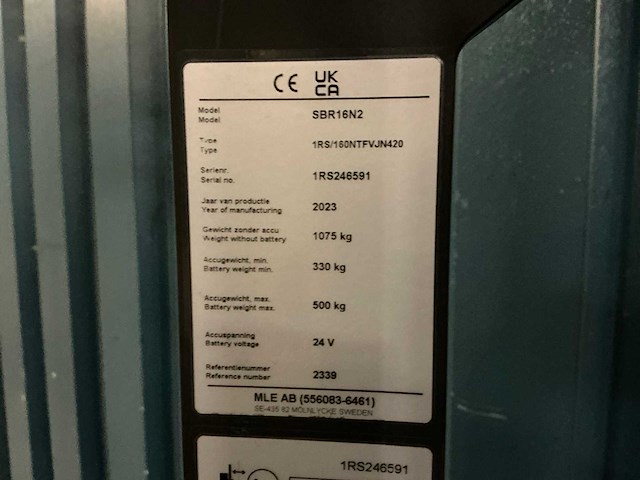 CE UK
CA
Model
Model SBR16N2
Type
Type 1RS/160NTFVJN420
Serienr.
Serial no. 1RS246591
Jaar van productie
Year of manufacturing 2023
Gewicht zonder accu
Weight without battery 1075 kg
Accugewicht, min.
Battery weight min. 330 kg
Accugewicht, max.
Battery weight max. 500 kg
Accuspanning
Battery voltage 24 V
Referentienummer
Reference number 2339
MLE AB (556083-6461)
SE-435 82 MÖLNLYCKE SWEDEN
1RS246591